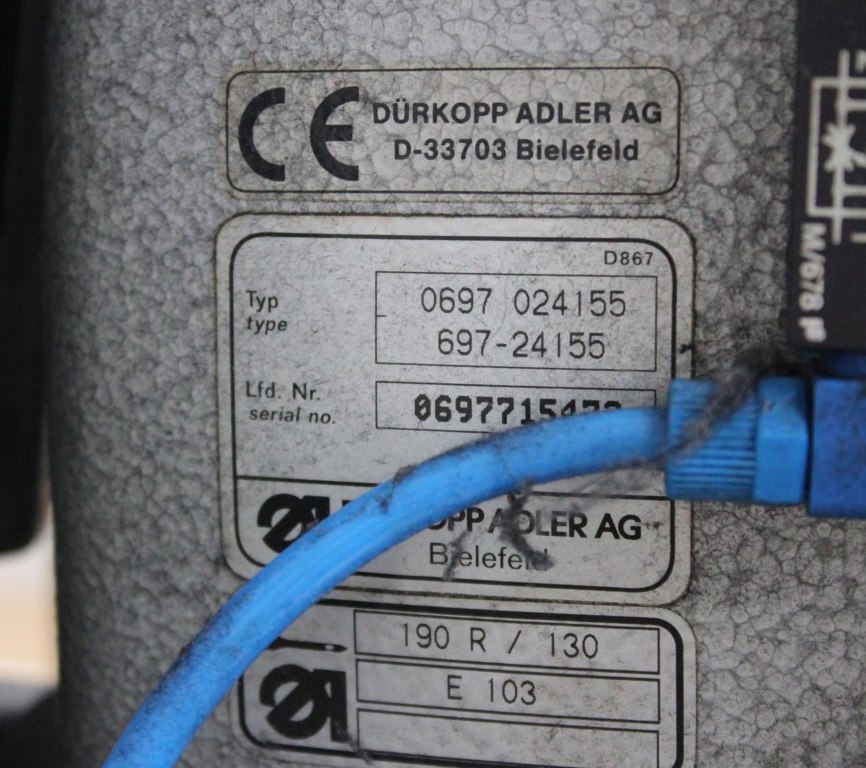 CE DÜRKOPP ADLER AG
D-33703 Bielefeld
D867
Typ
type
0697 024155
697-24155
Lfd. Nr.
serial no.
ADLER AG
Bielefeld
190 R / 130
E 103
M/678